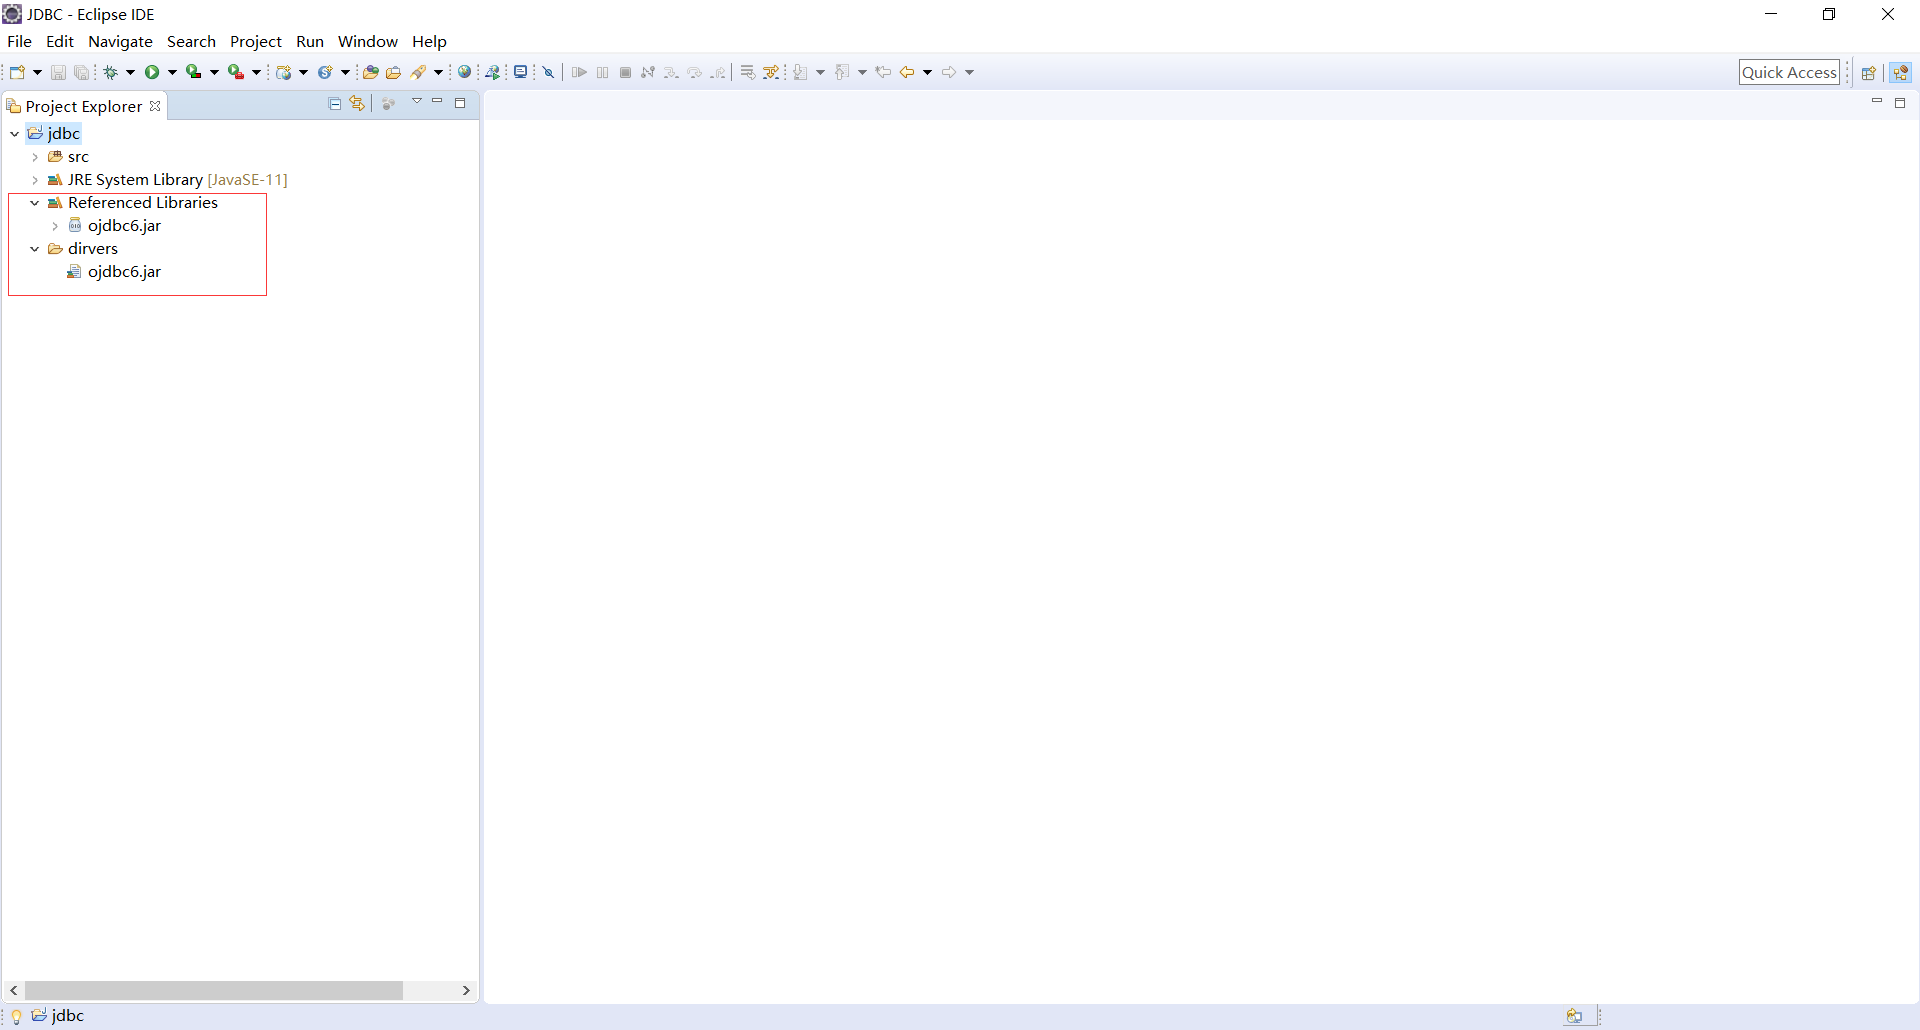 JDBC - Eclipse IDE
File Edit Navigate Search Project Run Window Help
Quick Access
Project Explorer
jdbc
src
JRE System Library [JavaSE-11]
Referenced Libraries
ojdbc6.jar
dirvers
ojdbc6.jar
jdbc